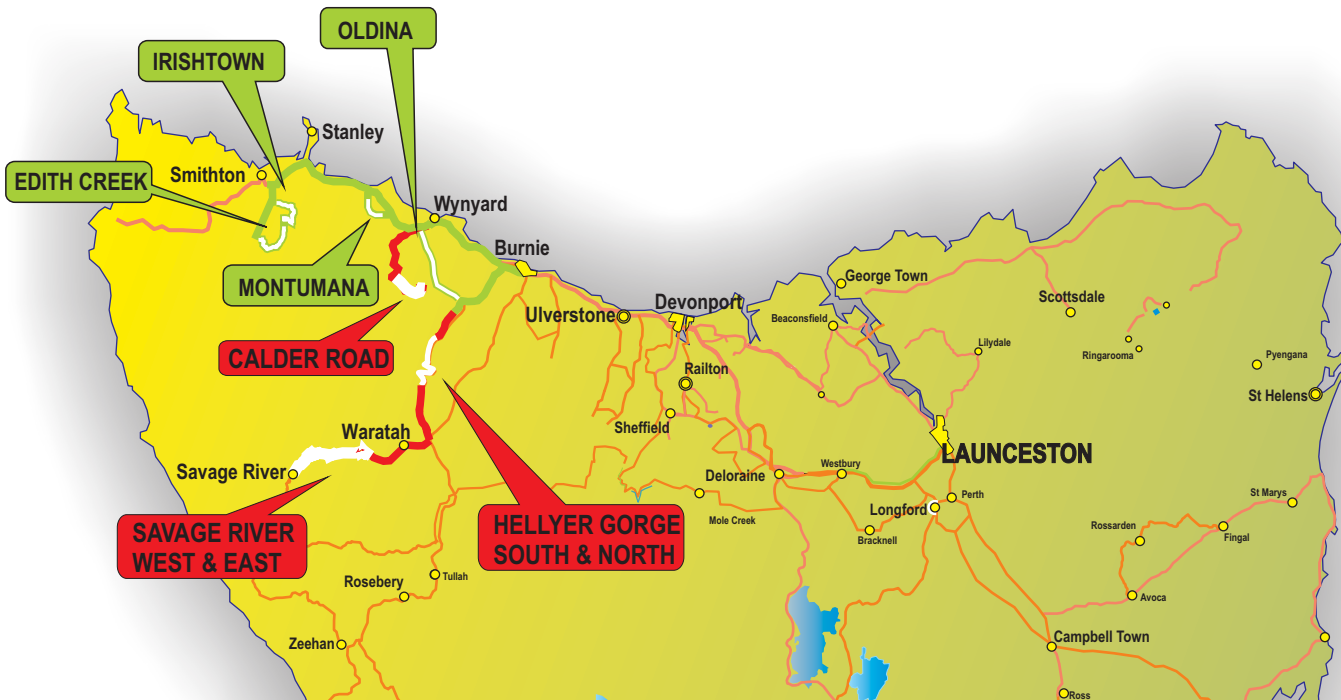 OLDINA
IRISHTOWN
Stanley
EDITH CREEK
Smithton
Wynyard
Burnie
MONTUMANA
George Town
Scottsdale
Devonport
Ulverstone
Beaconsfield
Lilydale
Ringarooma
Pyengana
CALDER ROAD
Railton
St Helens
Sheffield
Waratah
LAUNCESTON
Savage River
Deloraine
Westbury
Perth
St Marys
Longford
Mole Creek
Rossarden
Fingal
Bracknell
SAVAGE RIVER
WEST & EAST
HELLYER GORGE
SOUTH & NORTH
Tullah
Rosebery
Avoca
Zeehan
Campbell Town
Ross